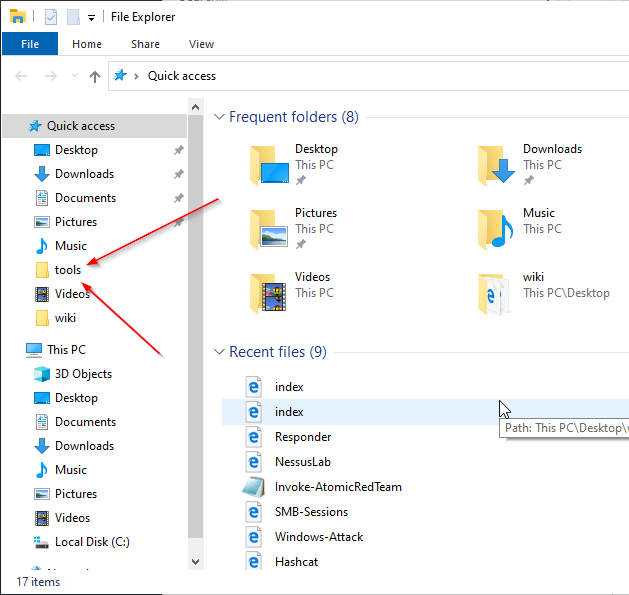 File Explorer
File Home Share View
Quick access
Quick access
Desktop
Downloads
Documents
Pictures
Music
tools
Videos
wiki
This PC
3D Objects
Desktop
Documents
Downloads
Music
Pictures
Videos
Local Disk (C:)
Frequent folders (8)
Desktop
This PC
Downloads
This PC
Pictures
This PC
Music
This PC
Videos
This PC
wiki
This PC\Desktop
Recent files (9)
index
index
Path: This PC\Desktop\
Responder
NessusLab
Invoke-AtomicRedTeam
SMB-Sessions
Windows-Attack
Hashcat
17 items